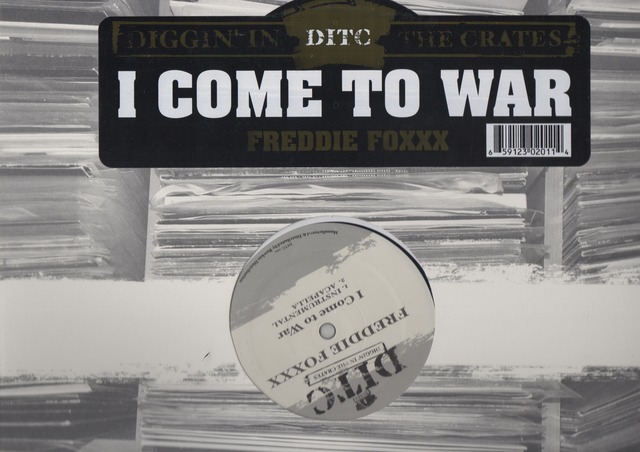 DIGGIN' IN DITC THE CRATES
I COME TO WAR
FREDDIE FOXXX
6 59123 02011 4
DITC
DIGGIN' IN THE CRATES
FREDDIE FOXXX
I Come to War
1. INSTRUMENTAL
2. ACAPELLA